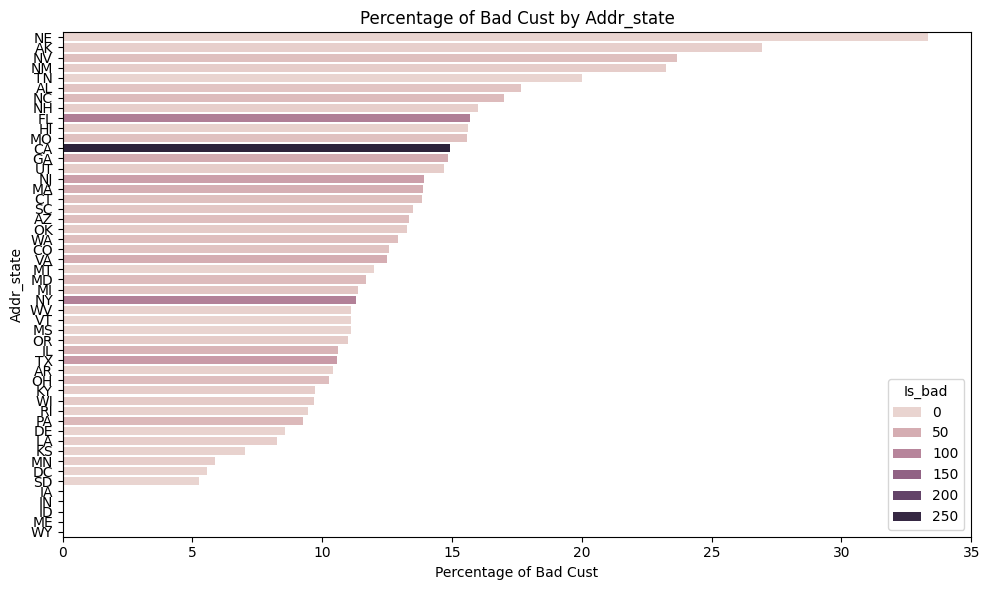 Percentage of Bad Cust by Addr_state
NE
AK
NV
NM
TN
AL
NC
NH
FL
HI
MO
CA
GA
UT
NJ
MA
CT
SC
AZ
OK
WA
CO
VA
MT
MD
MI
NY
WV
VT
MS
OR
IL
TX
AR
OH
KY
WI
RI
PA
DE
LA
KS
MN
DC
SD
IA
IN
ID
ME
WY
Addr_state
Is_bad
0
50
100
150
200
250
0 5 10 15 20 25 30 35
Percentage of Bad Cust